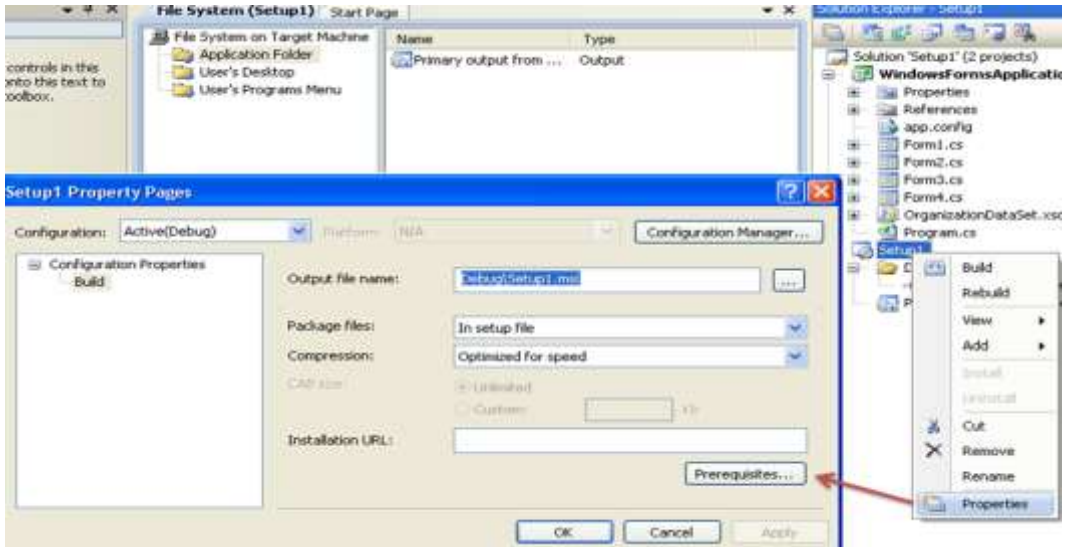 File System (Setup1)
Start Page
File System on Target Machine
Application Folder
User's Desktop
User's Programs Menu
Name
Type
Primary output from ...
Output
controls in this
onto this text to
toolbox.
Solution Explorer - Setup1
Solution 'Setup1' (2 projects)
WindowsFormsApplicatio
Properties
References
app.config
Form1.cs
Form2.cs
Form3.cs
Form4.cs
OrganizationDataSet.xsd
Program.cs
Setup1
D
P
Build
Rebuild
View
Add
Install
Uninstall
Cut
Remove
Rename
Properties
Setup1 Property Pages
Configuration:
Active(Debug)
Platform:
N/A
Configuration Manager...
Configuration Properties
Build
Output file name:
Debug\Setup1.msi
...
Package files:
In setup file
Compression:
Optimized for speed
CAB size:
Unlimited
Custom:
Kb
Installation URL:
Prerequisites...
OK
Cancel
Apply